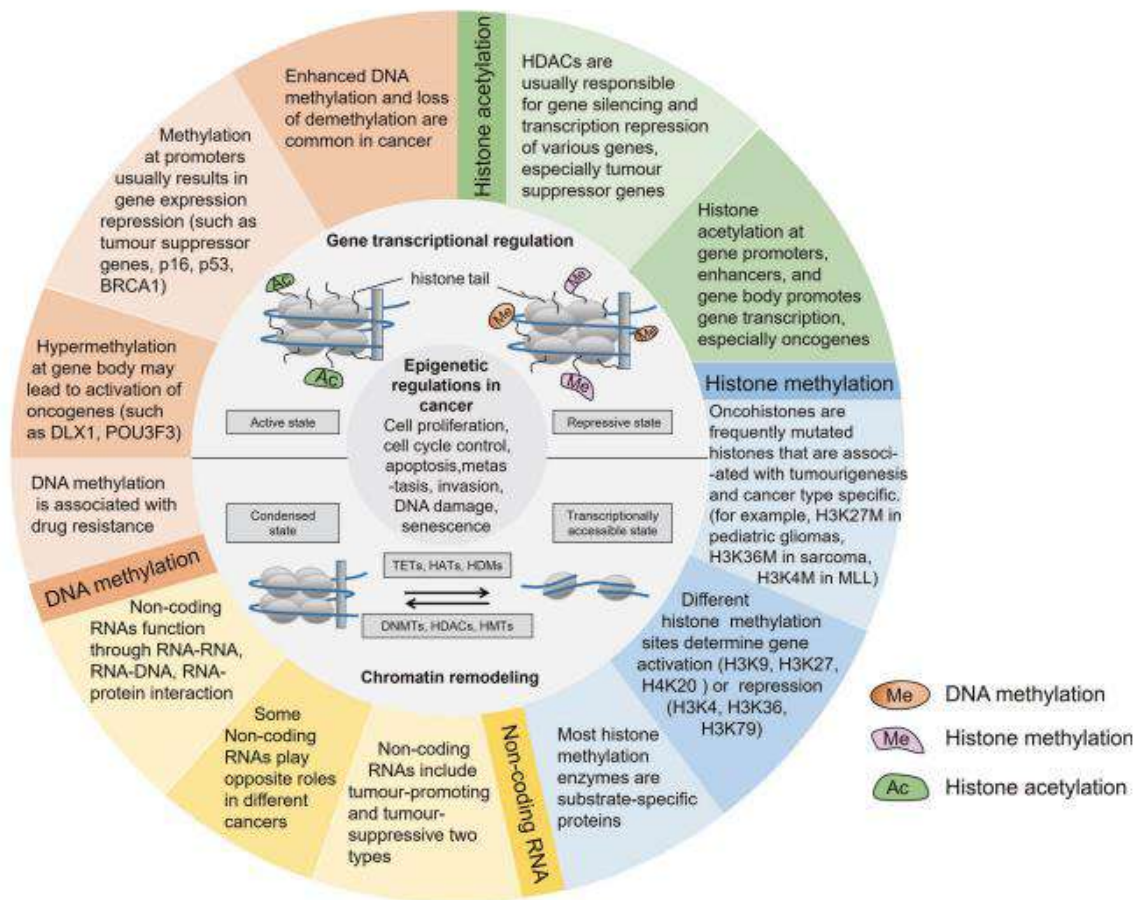 Histone acetylation
HDACs are
usually responsible
for gene silencing and
transcription repression
of various genes,
especially tumour
suppressor genes
Histone
acetylation at
gene promoters,
enhancers, and
gene body promotes
gene transcription,
especially oncogenes
Histone methylation
Oncohistones are
frequently mutated
histones that are associ-
-ated with tumourigenesis
and cancer type specific.
(for example, H3K27M in
pediatric gliomas,
H3K36M in sarcoma,
H3K4M in MLL)
Different
histone methylation
sites determine gene
activation (H3K9, H3K27,
H4K20 ) or repression
(H3K4, H3K36,
H3K79)
Most histone
methylation
enzymes are
substrate-specific
proteins
Non-coding RNA
Non-coding
RNAs include
tumour-promoting
and tumour-
suppressive two
types
Some
Non-coding
RNAs play
opposite roles
in different
cancers
Non-coding
RNAs function
through RNA-RNA,
RNA-DNA, RNA-
protein interaction
DNA methylation
DNA methylation
is associated with
drug resistance
Hypermethylation
at gene body may
lead to activation of
oncogenes (such
as DLX1, POU3F3)
Methylation
at promoters
usually results in
gene expression
repression (such as
tumour suppressor
genes, p16, p53,
BRCA1)
Enhanced DNA
methylation and loss
of demethylation are
common in cancer
Gene transcriptional regulation
histone tail
Ac
Ac
Me
Me
Me
Me
Active state
Repressive state
Epigenetic
regulations in
cancer
Cell proliferation,
cell cycle control,
apoptosis,metas
-tasis, invasion,
DNA damage,
senescence
Condensed
state
Transcriptionally
accessible state
TETs, HATs, HDMs
DNMTs, HDACs, HMTs
Chromatin remodeling
Me DNA methylation
Me Histone methylation
Ac Histone acetylation